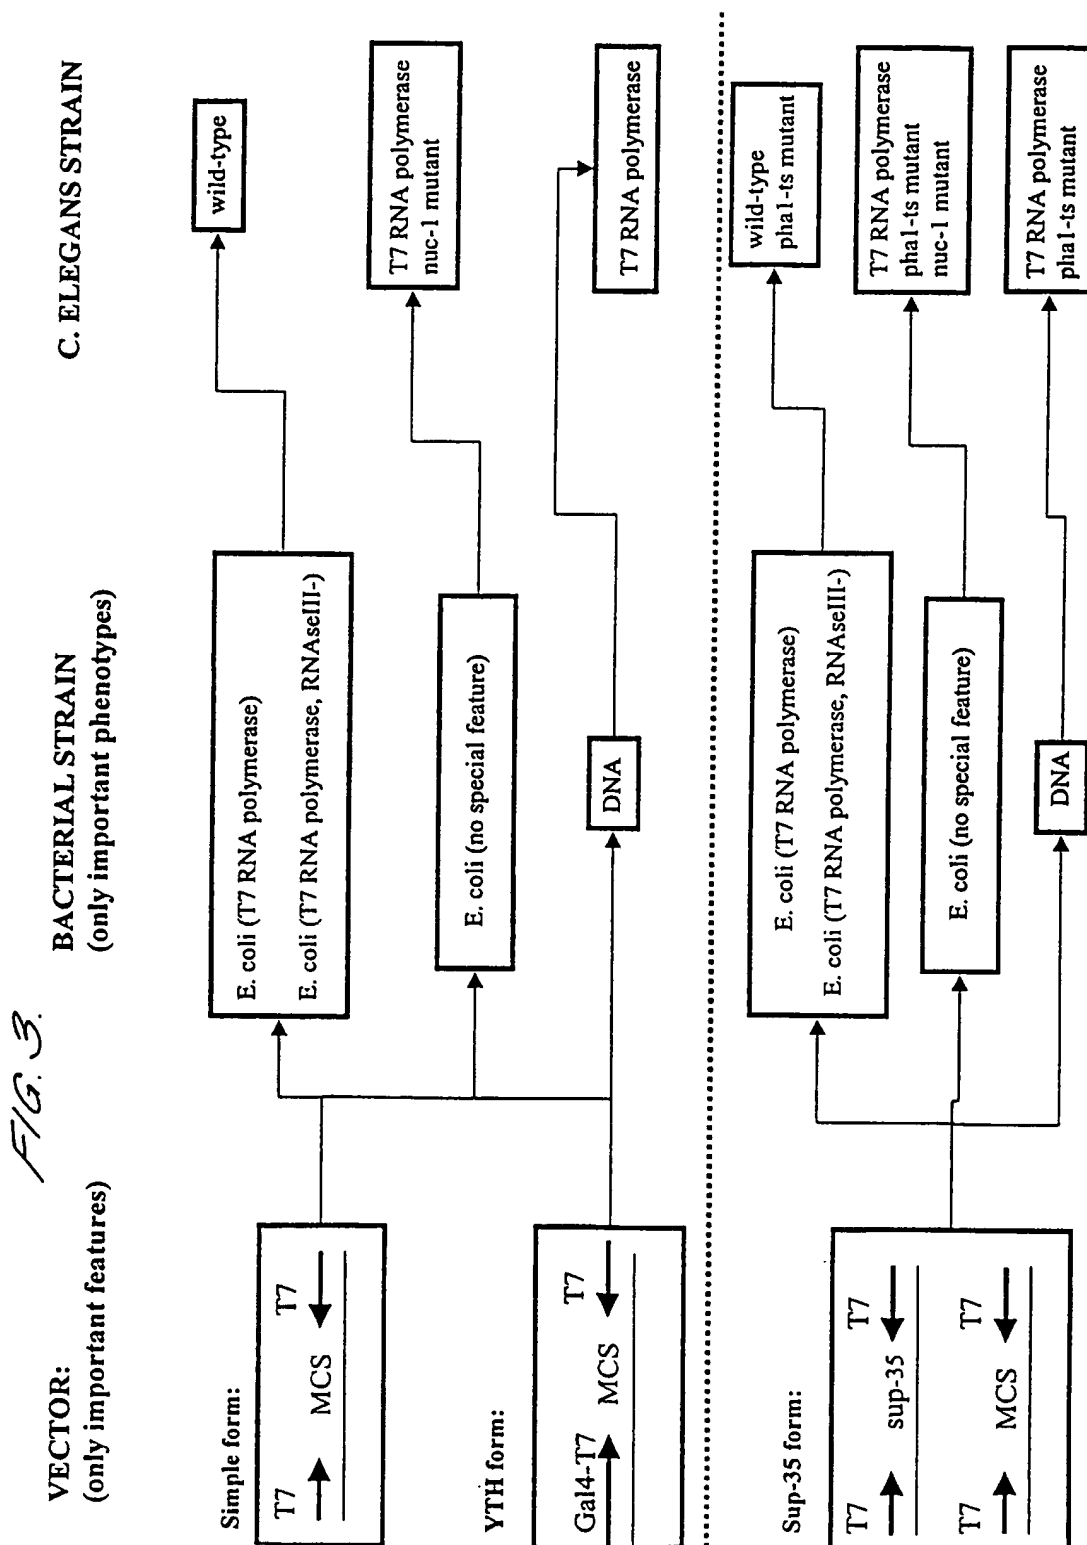 FIG. 3.
VECTOR:
(only important features)
BACTERIAL STRAIN
(only important phenotypes)
C. ELEGANS STRAIN
Simple form:
T7
T7
MCS
E. coli (T7 RNA polymerase)
E. coli (T7 RNA polymerase, RNAseIII-)
wild-type
E. coli (no special feature)
T7 RNA polymerase
nuc-1 mutant
YTH form:
Gal4-T7
T7
MCS
DNA
T7 RNA polymerase
Sup-35 form:
T7
T7
sup-35
T7
T7
MCS
E. coli (T7 RNA polymerase)
E. coli (T7 RNA polymerase, RNAseIII-)
wild-type
pha1-ts mutant
E. coli (no special feature)
T7 RNA polymerase
pha1-ts mutant
nuc-1 mutant
DNA
T7 RNA polymerase
pha1-ts mutant